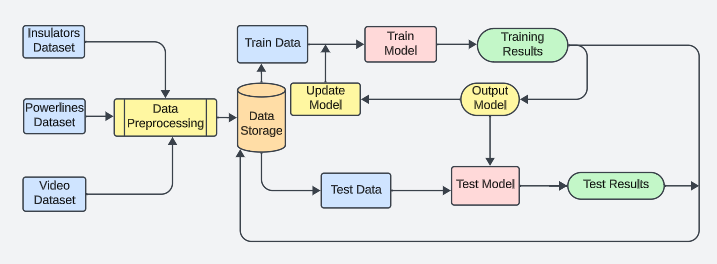 Insulators
Dataset
Train Data
Train
Model
Training
Results
Powerlines
Dataset
Data
Preprocessing
Data
Storage
Update
Model
Output
Model
Video
Dataset
Test Data
Test Model
Test Results